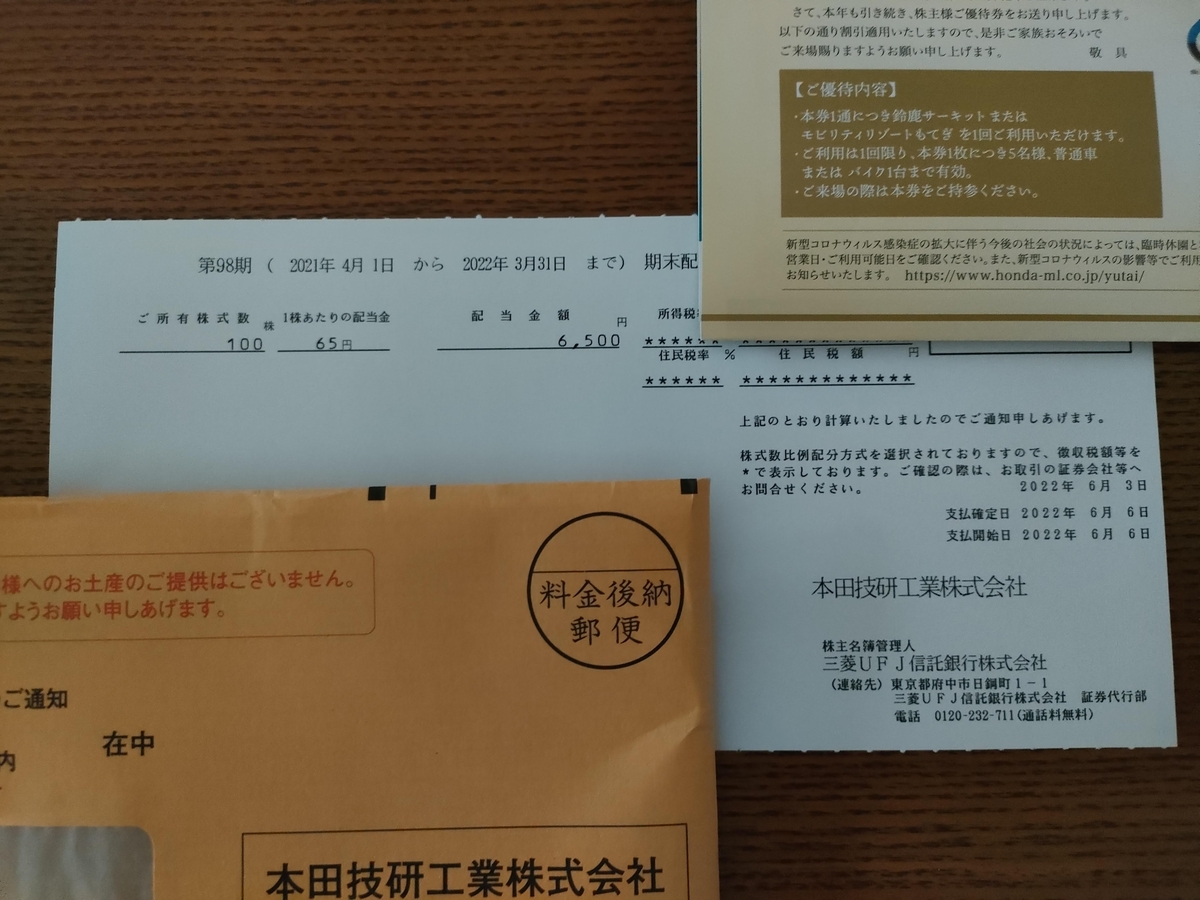 さて、本年も引き続き、株主様ご優待券をお送り申し上げます。
以下の通り割引適用いたしますので、是非ご家族おそろいで
ご来場賜りますようお願い申し上げます。 敬 具
【ご優待内容】
・本券1通につき鈴鹿サーキット または
モビリティリゾートもてぎ を1回ご利用いただけます。
・ご利用は1回限り、本券1枚につき5名様、普通車
または バイク1台まで有効。
・ご来場の際は本券をご持参ください。
新型コロナウィルス感染症の拡大に伴う今後の社会の状況によっては、臨時休園と
営業日・ご利用可能日をご確認ください。また、新型コロナウィルスの影響等でご利用
お知らせいたします。 https://www.honda-ml.co.jp/yutai/
第98期 ( 2021年 4月 1日 から 2022年 3月31日 まで) 期末配
ご所有株式数 株 1株あたりの配当金 配当金額 円 所得税
100 65円 6,500 ******
住民税率 % 住民税額 円
****** *************
上記のとおり計算いたしましたのでご通知申しあげます。
株式数比例配分方式を選択されておりますので、徴収税額等を
*で表示しております。ご確認の際は、お取引の証券会社等へ
お問合せください。
2022年 6月 3日
支払確定日 2022年 6月 6日
支払開始日 2022年 6月 6日
本田技研工業株式会社
株主名簿管理人
三菱UFJ信託銀行株式会社
(連絡先) 東京都府中市日鋼町1-1
三菱UFJ信託銀行株式会社 証券代行部
電話 0120-232-711(通話料無料)
様へのお土産のご提供はございません。
すようお願い申しあげます。
料金後納
郵便
ご通知
在中
内
本田技研工業株式会社